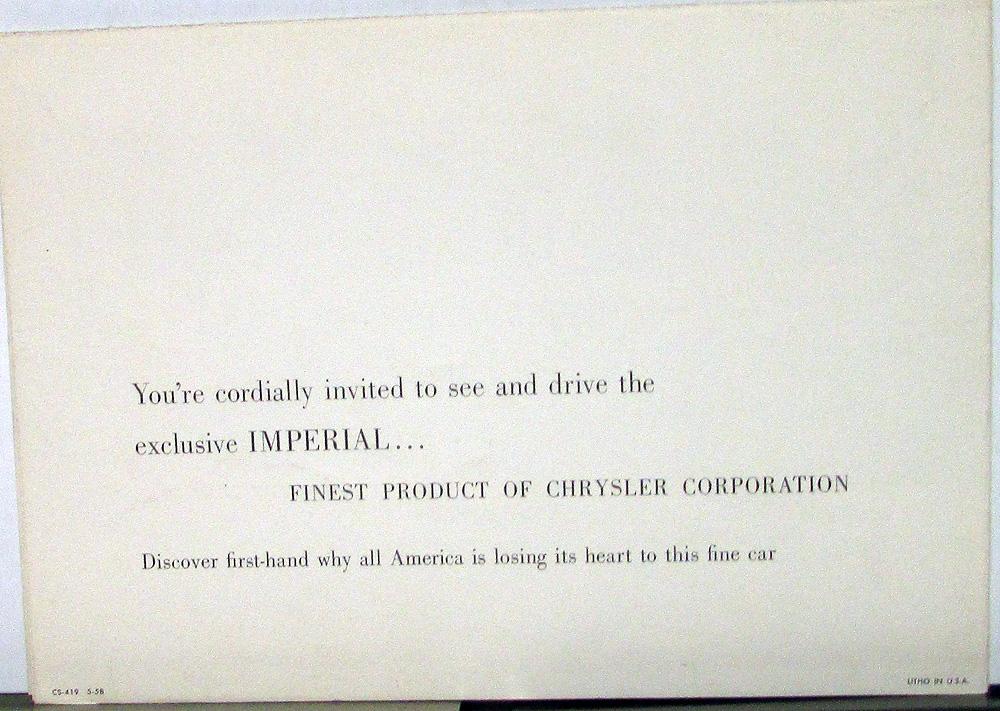 You're cordially invited to see and drive the
exclusive IMPERIAL...
FINEST PRODUCT OF CHRYSLER CORPORATION
Discover first-hand why all America is losing its heart to this fine car
CS-419 5-58
LITHO IN U.S.A.